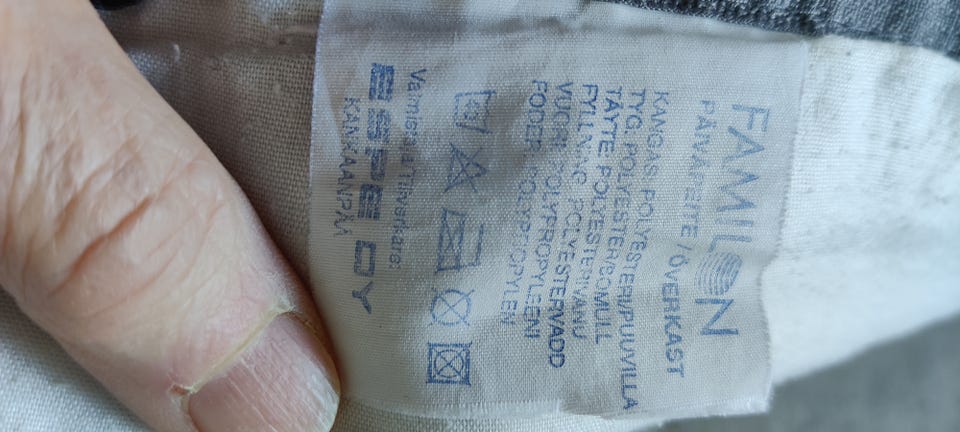 FAMILON
PÄIVÄPEITE / ÖVERKAST
KANGAS POLYESTERI/PUUVILLA
TYG POLYESTER/BOMULL
TÄYTE POLYESTERIVANU
FYLLNING POLYESTERVADD
VUORI POLYPROPYLEENI
FODER POLYPROPYLEN
40
Valmistaja/Tillverkare:
ESPE OY
KANKAANPÄÄ